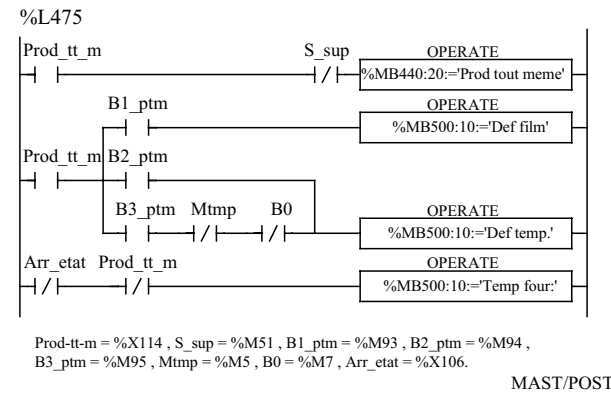 %L475
Prod_tt_m S_sup OPERATE
%MB440:20:='Prod tout meme'
B1_ptm OPERATE
%MB500:10:='Def film'
Prod_tt_m B2_ptm
B3_ptm Mtmp B0 OPERATE
%MB500:10:='Def temp.'
Arr_etat Prod_tt_m OPERATE
%MB500:10:='Temp four:'
Prod-tt-m = %X114 , S_sup = %M51 , B1_ptm = %M93 , B2_ptm = %M94 ,
B3_ptm = %M95 , Mtmp = %M5 , B0 = %M7 , Arr_etat = %X106.
MAST/POST